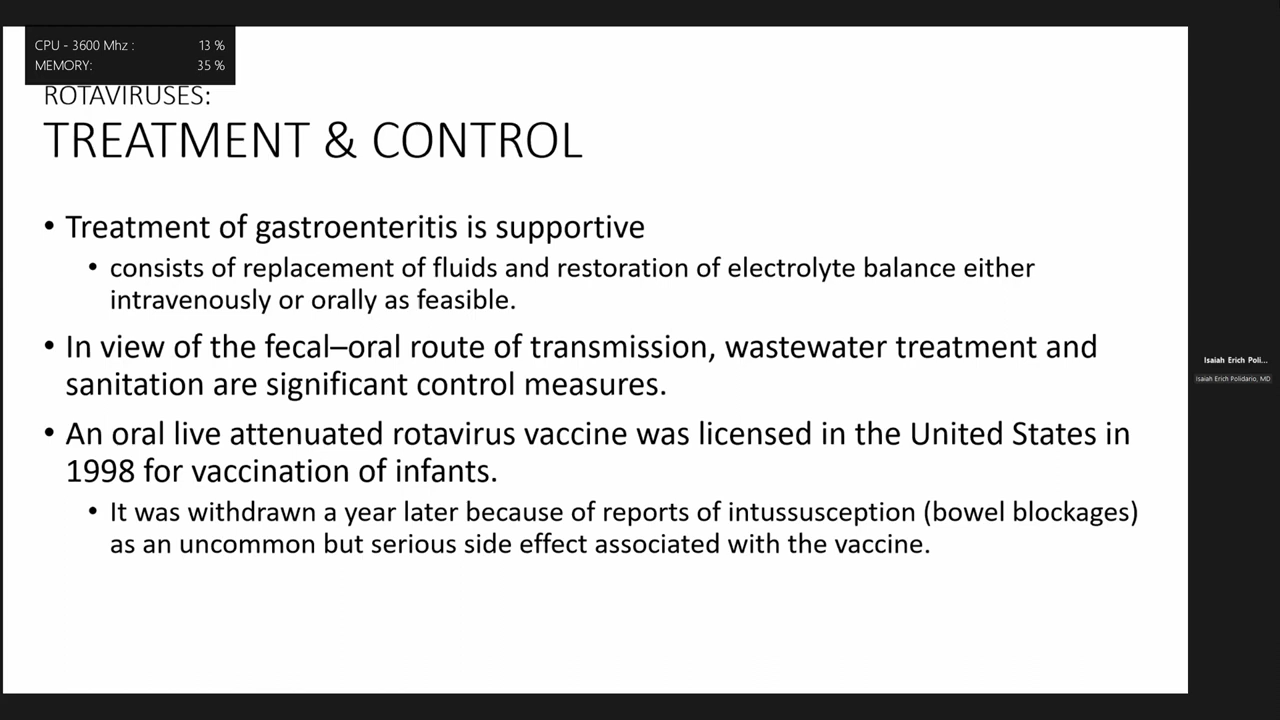 CPU - 3600 Mhz : 13 %
MEMORY: 35 %
ROTAVIRUSES:
TREATMENT & CONTROL
• Treatment of gastroenteritis is supportive
• consists of replacement of fluids and restoration of electrolyte balance either
intravenously or orally as feasible.
• In view of the fecal–oral route of transmission, wastewater treatment and
sanitation are significant control measures.
• An oral live attenuated rotavirus vaccine was licensed in the United States in
1998 for vaccination of infants.
• It was withdrawn a year later because of reports of intussusception (bowel blockages)
as an uncommon but serious side effect associated with the vaccine.
Isaiah Erich Poli...
Isaiah Erich Polidario, MD